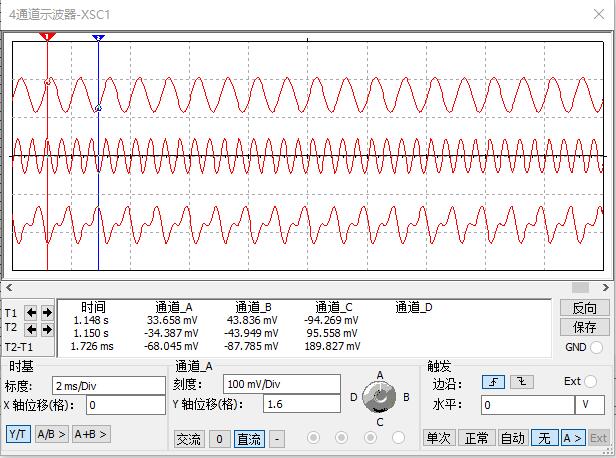 4通道示波器-XSC1
1
2
T1
T2
T2-T1
时间 通道_A 通道_B 通道_C 通道_D
1.148 s 33.658 mV 43.836 mV -94.269 mV
1.150 s -34.387 mV -43.949 mV 95.558 mV
1.726 ms -68.045 mV -87.785 mV 189.827 mV
反向
保存
GND
时基
标度: 2 ms/Div
X 轴位移(格): 0
Y/T A/B > A+B >
通道_A
刻度: 100 mV/Div
Y 轴位移(格): 1.6
交流 0 直流 -
A
D B
C
触发
边沿: Ext
水平: 0 V
单次 正常 自动 无 A > Ext